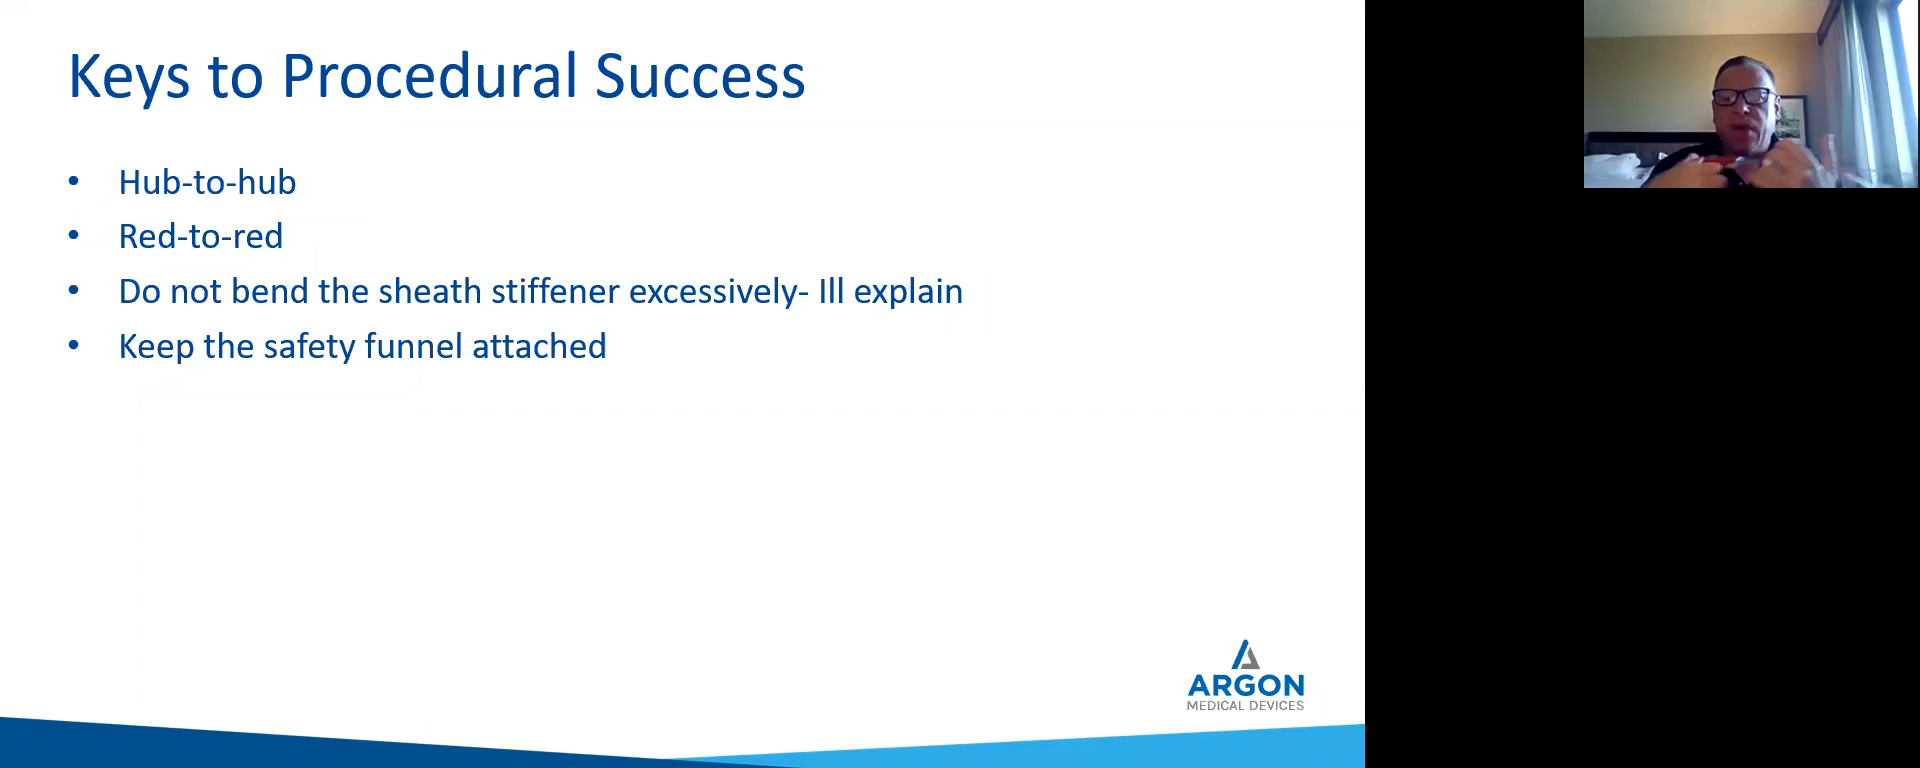 Keys to Procedural Success
• Hub-to-hub
• Red-to-red
• Do not bend the sheath stiffener excessively- Ill explain
• Keep the safety funnel attached
ARGON
MEDICAL DEVICES